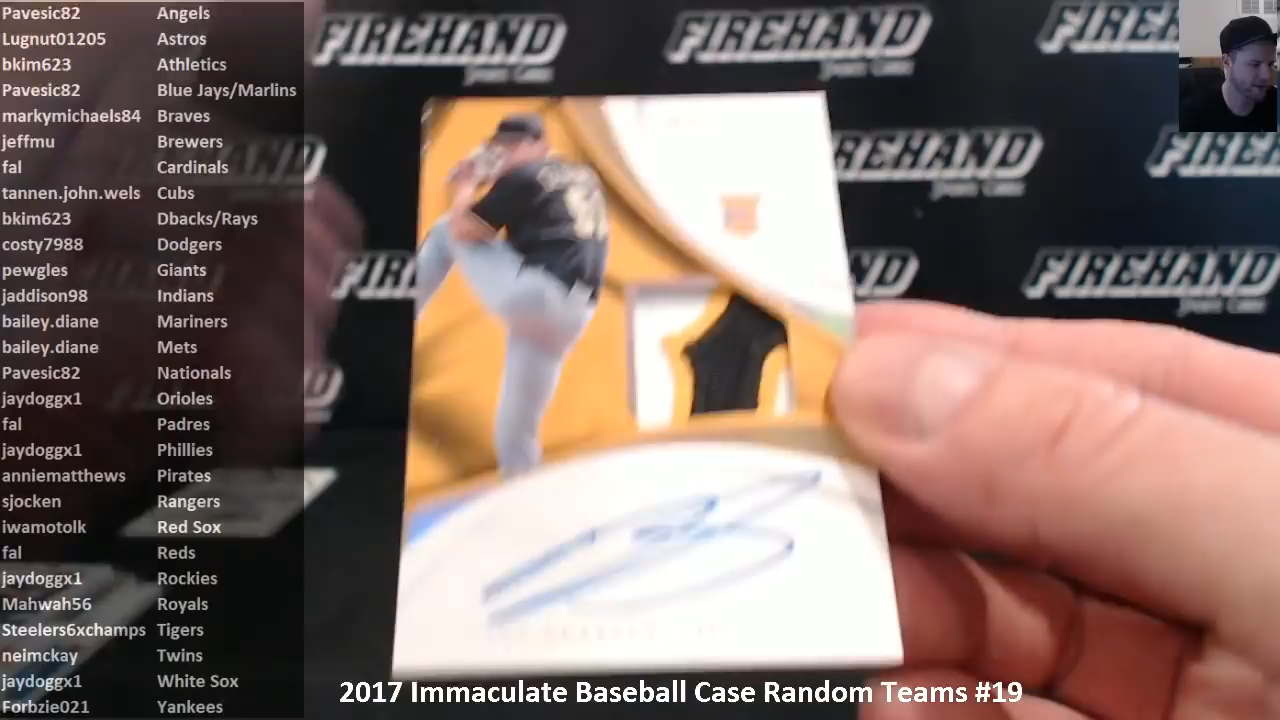 Pavesic82 Angels
Lugnut01205 Astros
bkim623 Athletics
Pavesic82 Blue Jays/Marlins
markymichaels84 Braves
jeffmu Brewers
fal Cardinals
tannen.john.wels Cubs
bkim623 Dbacks/Rays
costy7988 Dodgers
pewgles Giants
jaddison98 Indians
bailey.diane Mariners
bailey.diane Mets
Pavesic82 Nationals
jaydoggx1 Orioles
fal Padres
jaydoggx1 Phillies
anniematthews Pirates
sjocken Rangers
iwamotolk Red Sox
fal Reds
jaydoggx1 Rockies
Mahwah56 Royals
Steelers6xchamps Tigers
neimckay Twins
jaydoggx1 White Sox
Forbzie021 Yankees
FIREHAND
FIREHAND
FIREHAND
FIREHAND
2017 Immaculate Baseball Case Random Teams #19